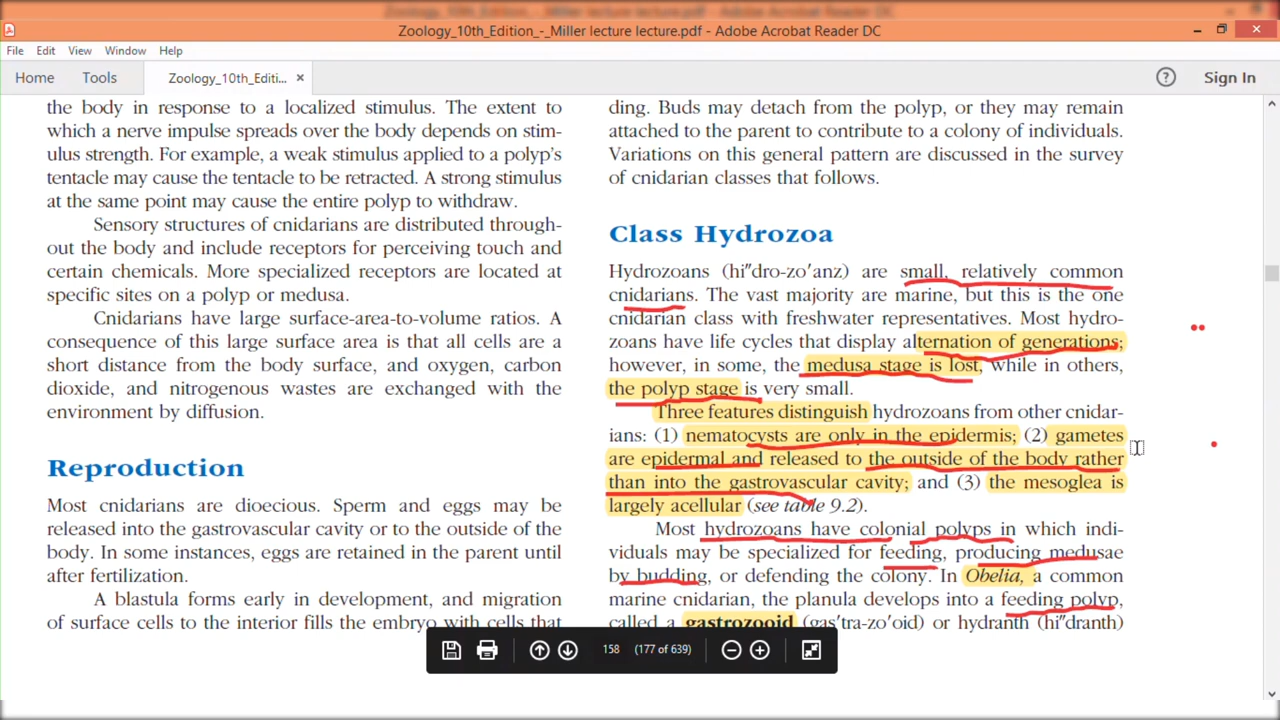 Zoology_10th_Edition_-_Miller lecture lecture.pdf - Adobe Acrobat Reader DC
File Edit View Window Help
Home Tools Zoology_10th_Editi... × ? Sign In
the body in response to a localized stimulus. The extent to
which a nerve impulse spreads over the body depends on stim-
ulus strength. For example, a weak stimulus applied to a polyp's
tentacle may cause the tentacle to be retracted. A strong stimulus
at the same point may cause the entire polyp to withdraw.
Sensory structures of cnidarians are distributed through-
out the body and include receptors for perceiving touch and
certain chemicals. More specialized receptors are located at
specific sites on a polyp or medusa.
Cnidarians have large surface-area-to-volume ratios. A
consequence of this large surface area is that all cells are a
short distance from the body surface, and oxygen, carbon
dioxide, and nitrogenous wastes are exchanged with the
environment by diffusion.
Reproduction
Most cnidarians are dioecious. Sperm and eggs may be
released into the gastrovascular cavity or to the outside of the
body. In some instances, eggs are retained in the parent until
after fertilization.
A blastula forms early in development, and migration
of surface cells to the interior fills the embryo with cells that
ding. Buds may detach from the polyp, or they may remain
attached to the parent to contribute to a colony of individuals.
Variations on this general pattern are discussed in the survey
of cnidarian classes that follows.
Class Hydrozoa
Hydrozoans (hi″dro-zo′anz) are small, relatively common
cnidarians. The vast majority are marine, but this is the one
cnidarian class with freshwater representatives. Most hydro-
zoans have life cycles that display alternation of generations;
however, in some, the medusa stage is lost, while in others,
the polyp stage is very small.
Three features distinguish hydrozoans from other cnidar-
ians: (1) nematocysts are only in the epidermis; (2) gametes
are epidermal and released to the outside of the body rather
than into the gastrovascular cavity; and (3) the mesoglea is
largely acellular (see table 9.2).
Most hydrozoans have colonial polyps in which indi-
viduals may be specialized for feeding, producing medusae
by budding, or defending the colony. In Obelia, a common
marine cnidarian, the planula develops into a feeding polyp,
called a gastrozooid (gas′tra-zo′oid) or hydranth (hi″dranth)
158 (177 of 639)